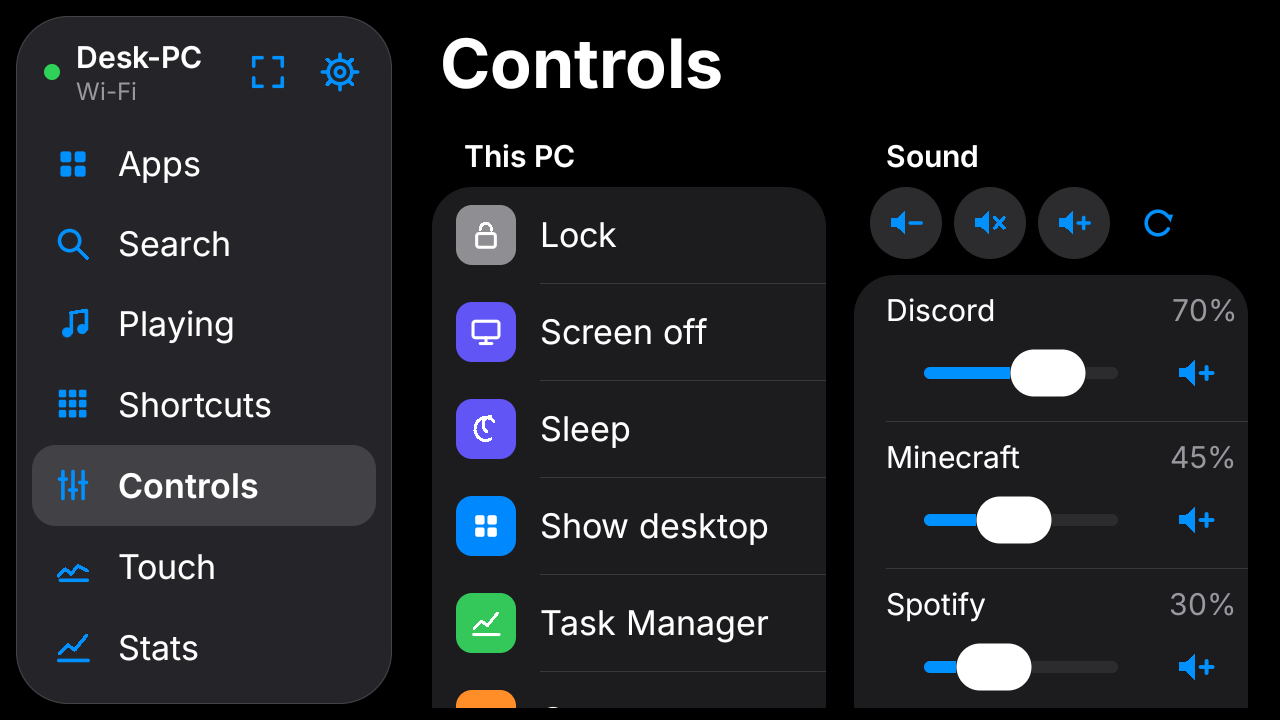 Desk-PC
Wi-Fi
Apps
Search
Playing
Shortcuts
Controls
Touch
Stats
Controls
This PC
Lock
Screen off
Sleep
Show desktop
Task Manager
Sound
Discord 70%
Minecraft 45%
Spotify 30%